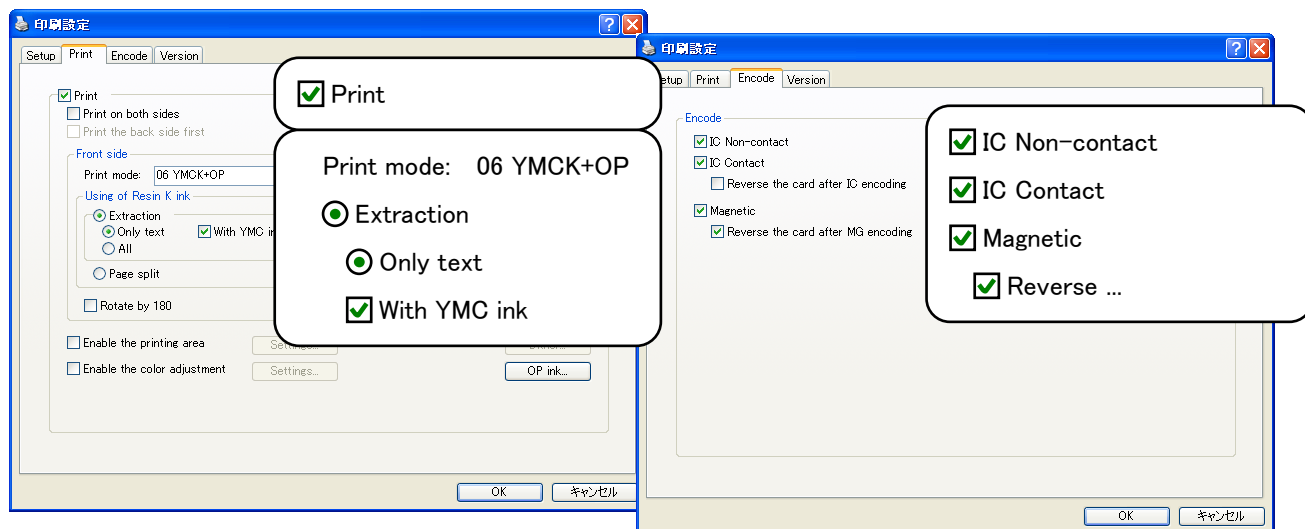 印刷設定
Setup Print Encode Version
Print
Print on both sides
Print the back side first
Front side
Print mode: 06 YMCK+OP
Using of Resin K ink
Extraction
Only text With YMC
All
Page split
Rotate by 180
Enable the printing area Settings...
Enable the color adjustment Settings... OP ink...
OK キャンセル
Print
Print mode: 06 YMCK+OP
Extraction
Only text
With YMC ink
印刷設定
etup Print Encode Version
Encode
IC Non-contact
IC Contact
Reverse the card after IC encoding
Magnetic
Reverse the card after MG encoding
OK キャンセル
IC Non-contact
IC Contact
Magnetic
Reverse ...